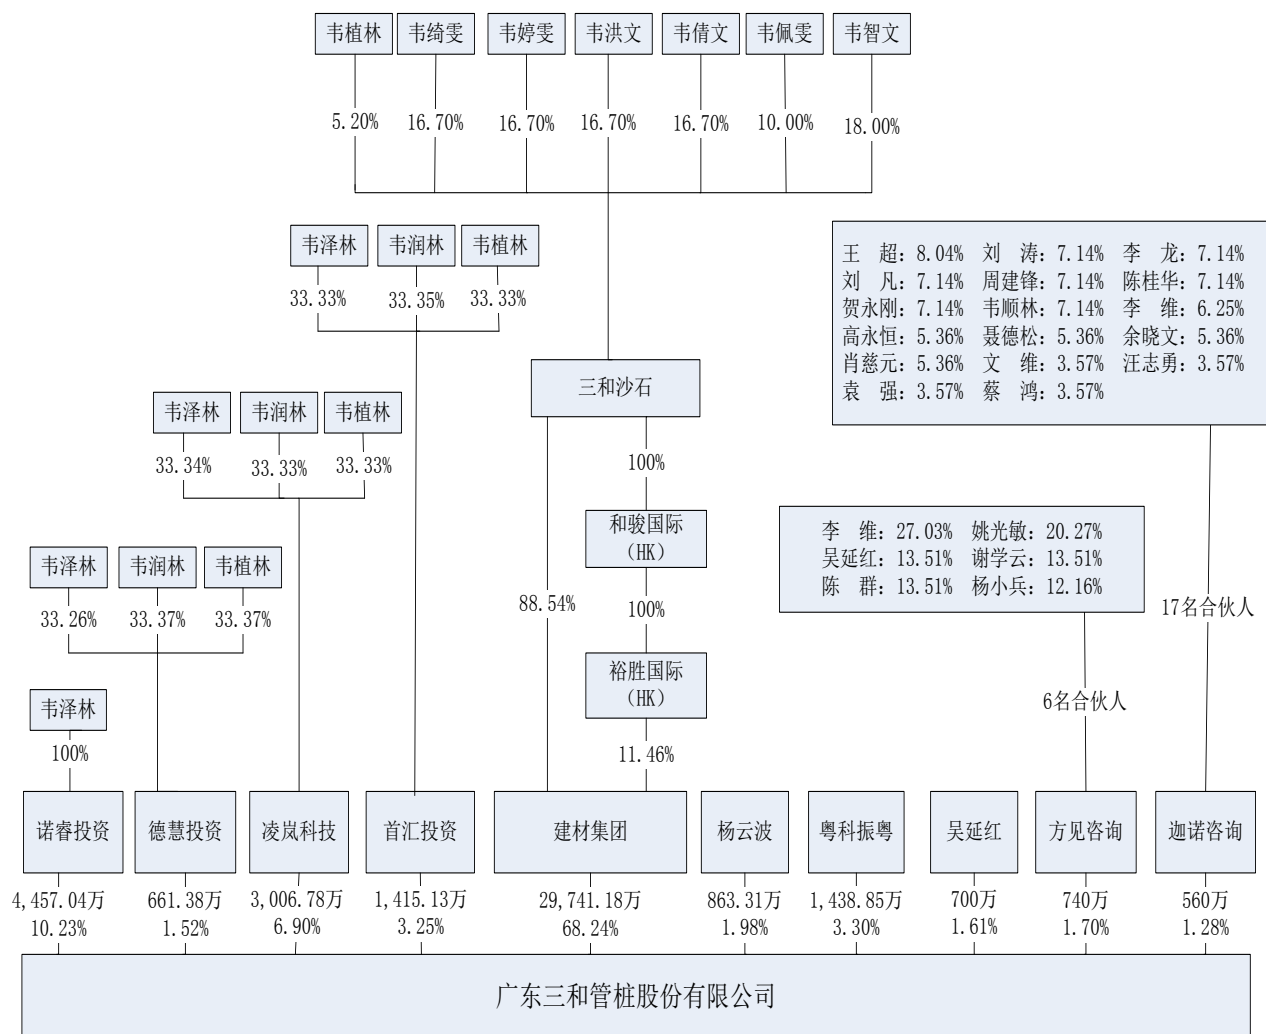 韦植林 韦绮雯 韦婷雯 韦洪文 韦倩文 韦佩雯 韦智文
5.20% 16.70% 16.70% 16.70% 16.70% 10.00% 18.00%
韦泽林 韦润林 韦植林
33.33% 33.35% 33.33%
王 超：8.04% 刘 涛：7.14% 李 龙：7.14%
刘 凡：7.14% 周建锋：7.14% 陈桂华：7.14%
贺永刚：7.14% 韦顺林：7.14% 李 维：6.25%
高永恒：5.36% 聂德松：5.36% 余晓文：5.36%
肖慈元：5.36% 文 维：3.57% 汪志勇：3.57%
袁 强：3.57% 蔡 鸿：3.57%
三和沙石
韦泽林 韦润林 韦植林
33.34% 33.33% 33.33%
100%
和骏国际
（HK）
李 维：27.03% 姚光敏：20.27%
吴延红：13.51% 谢学云：13.51%
陈 群：13.51% 杨小兵：12.16%
韦泽林 韦润林 韦植林
33.26% 33.37% 33.37%
88.54% 100%
17名合伙人
裕胜国际
（HK）
韦泽林
6名合伙人
100%
11.46%
诺睿投资 德慧投资 凌岚科技 首汇投资 建材集团 杨云波 粤科振粤 吴延红 方见咨询 迦诺咨询
4,457.04万 661.38万 3,006.78万 1,415.13万 29,741.18万 863.31万 1,438.85万 700万 740万 560万
10.23% 1.52% 6.90% 3.25% 68.24% 1.98% 3.30% 1.61% 1.70% 1.28%
广东三和管桩股份有限公司